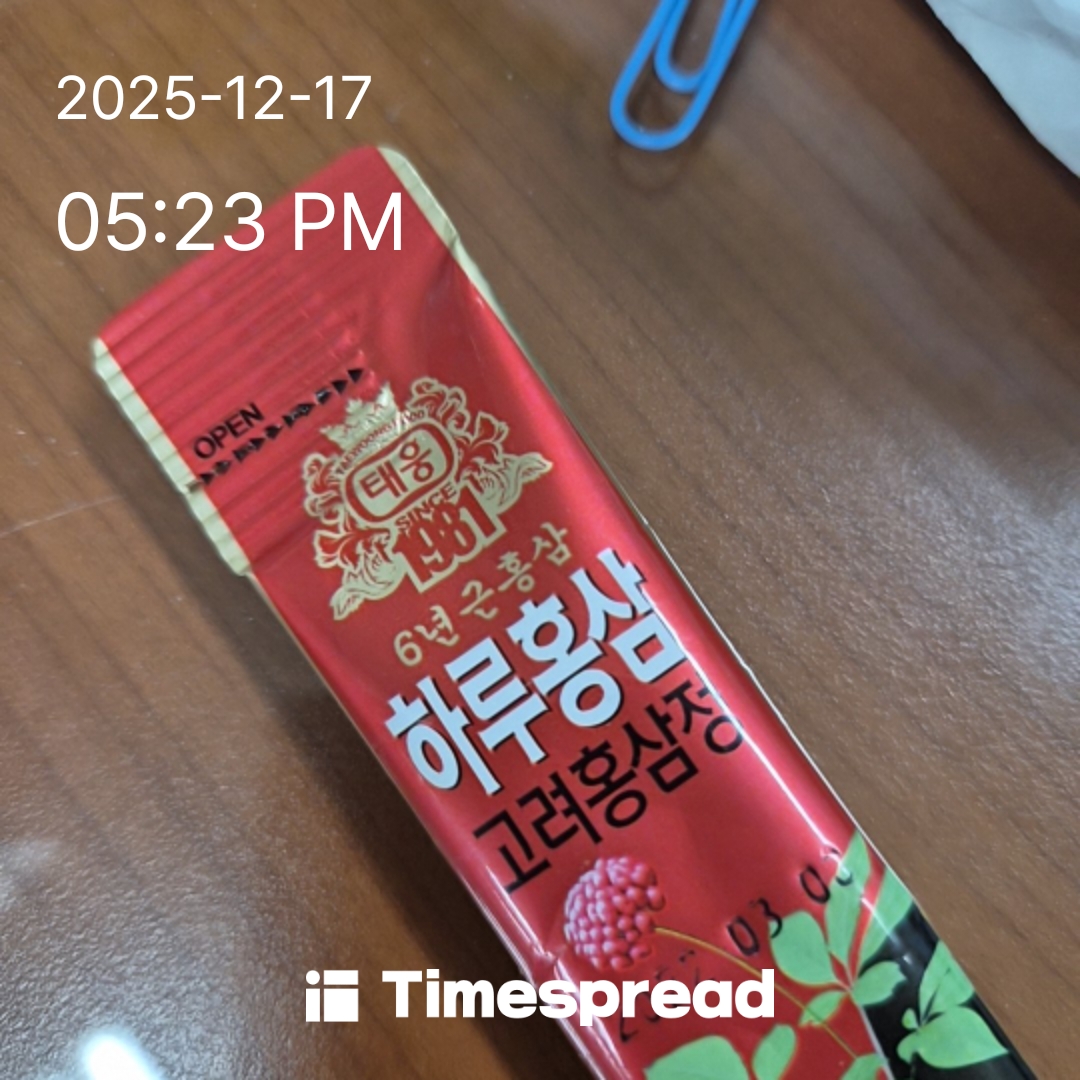 2025-12-17
05:23 PM
OPEN
태웅
SINCE
1981
6년근홍삼
하루홍삼
고려홍삼정
03
Timespread